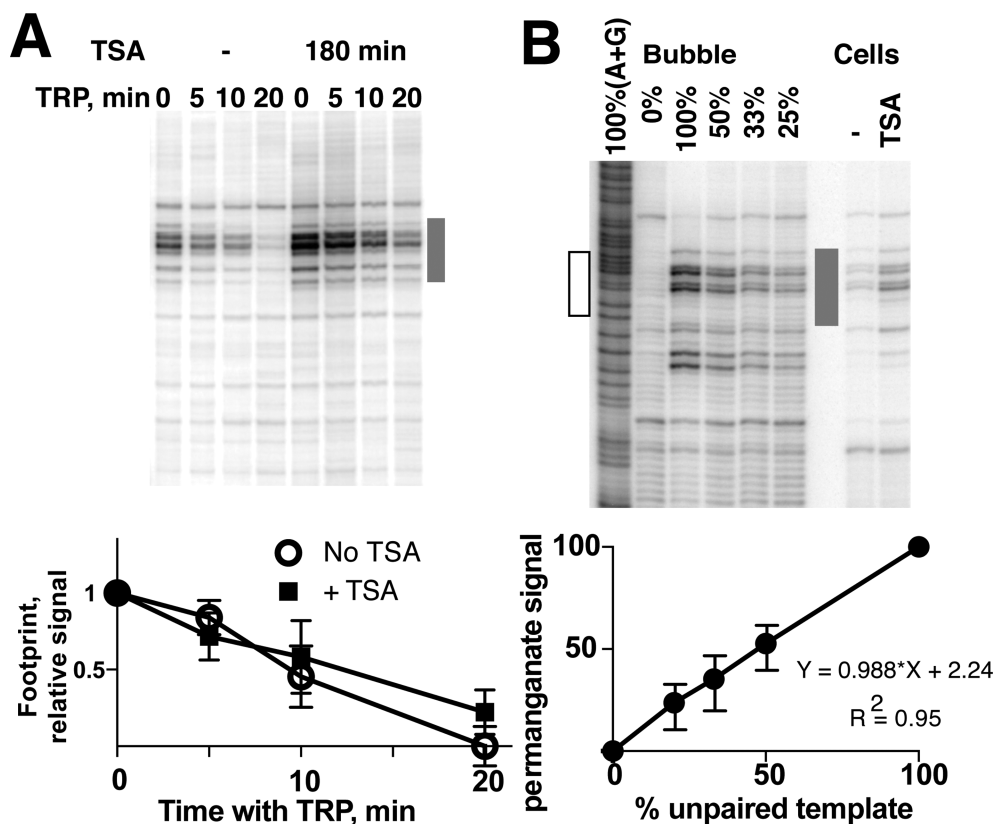 A
TSA - 180 min
TRP, min 0 5 10 20 0 5 10 20
Footprint,
relative signal
1
0.5
No TSA
+ TSA
0 10 20
Time with TRP, min
B
Bubble Cells
100%(A+G) 0% 100% 50% 33% 25% - TSA
permanganate signal
100
50
Y = 0.988*X + 2.24
2
R = 0.95
0 50 100
% unpaired template